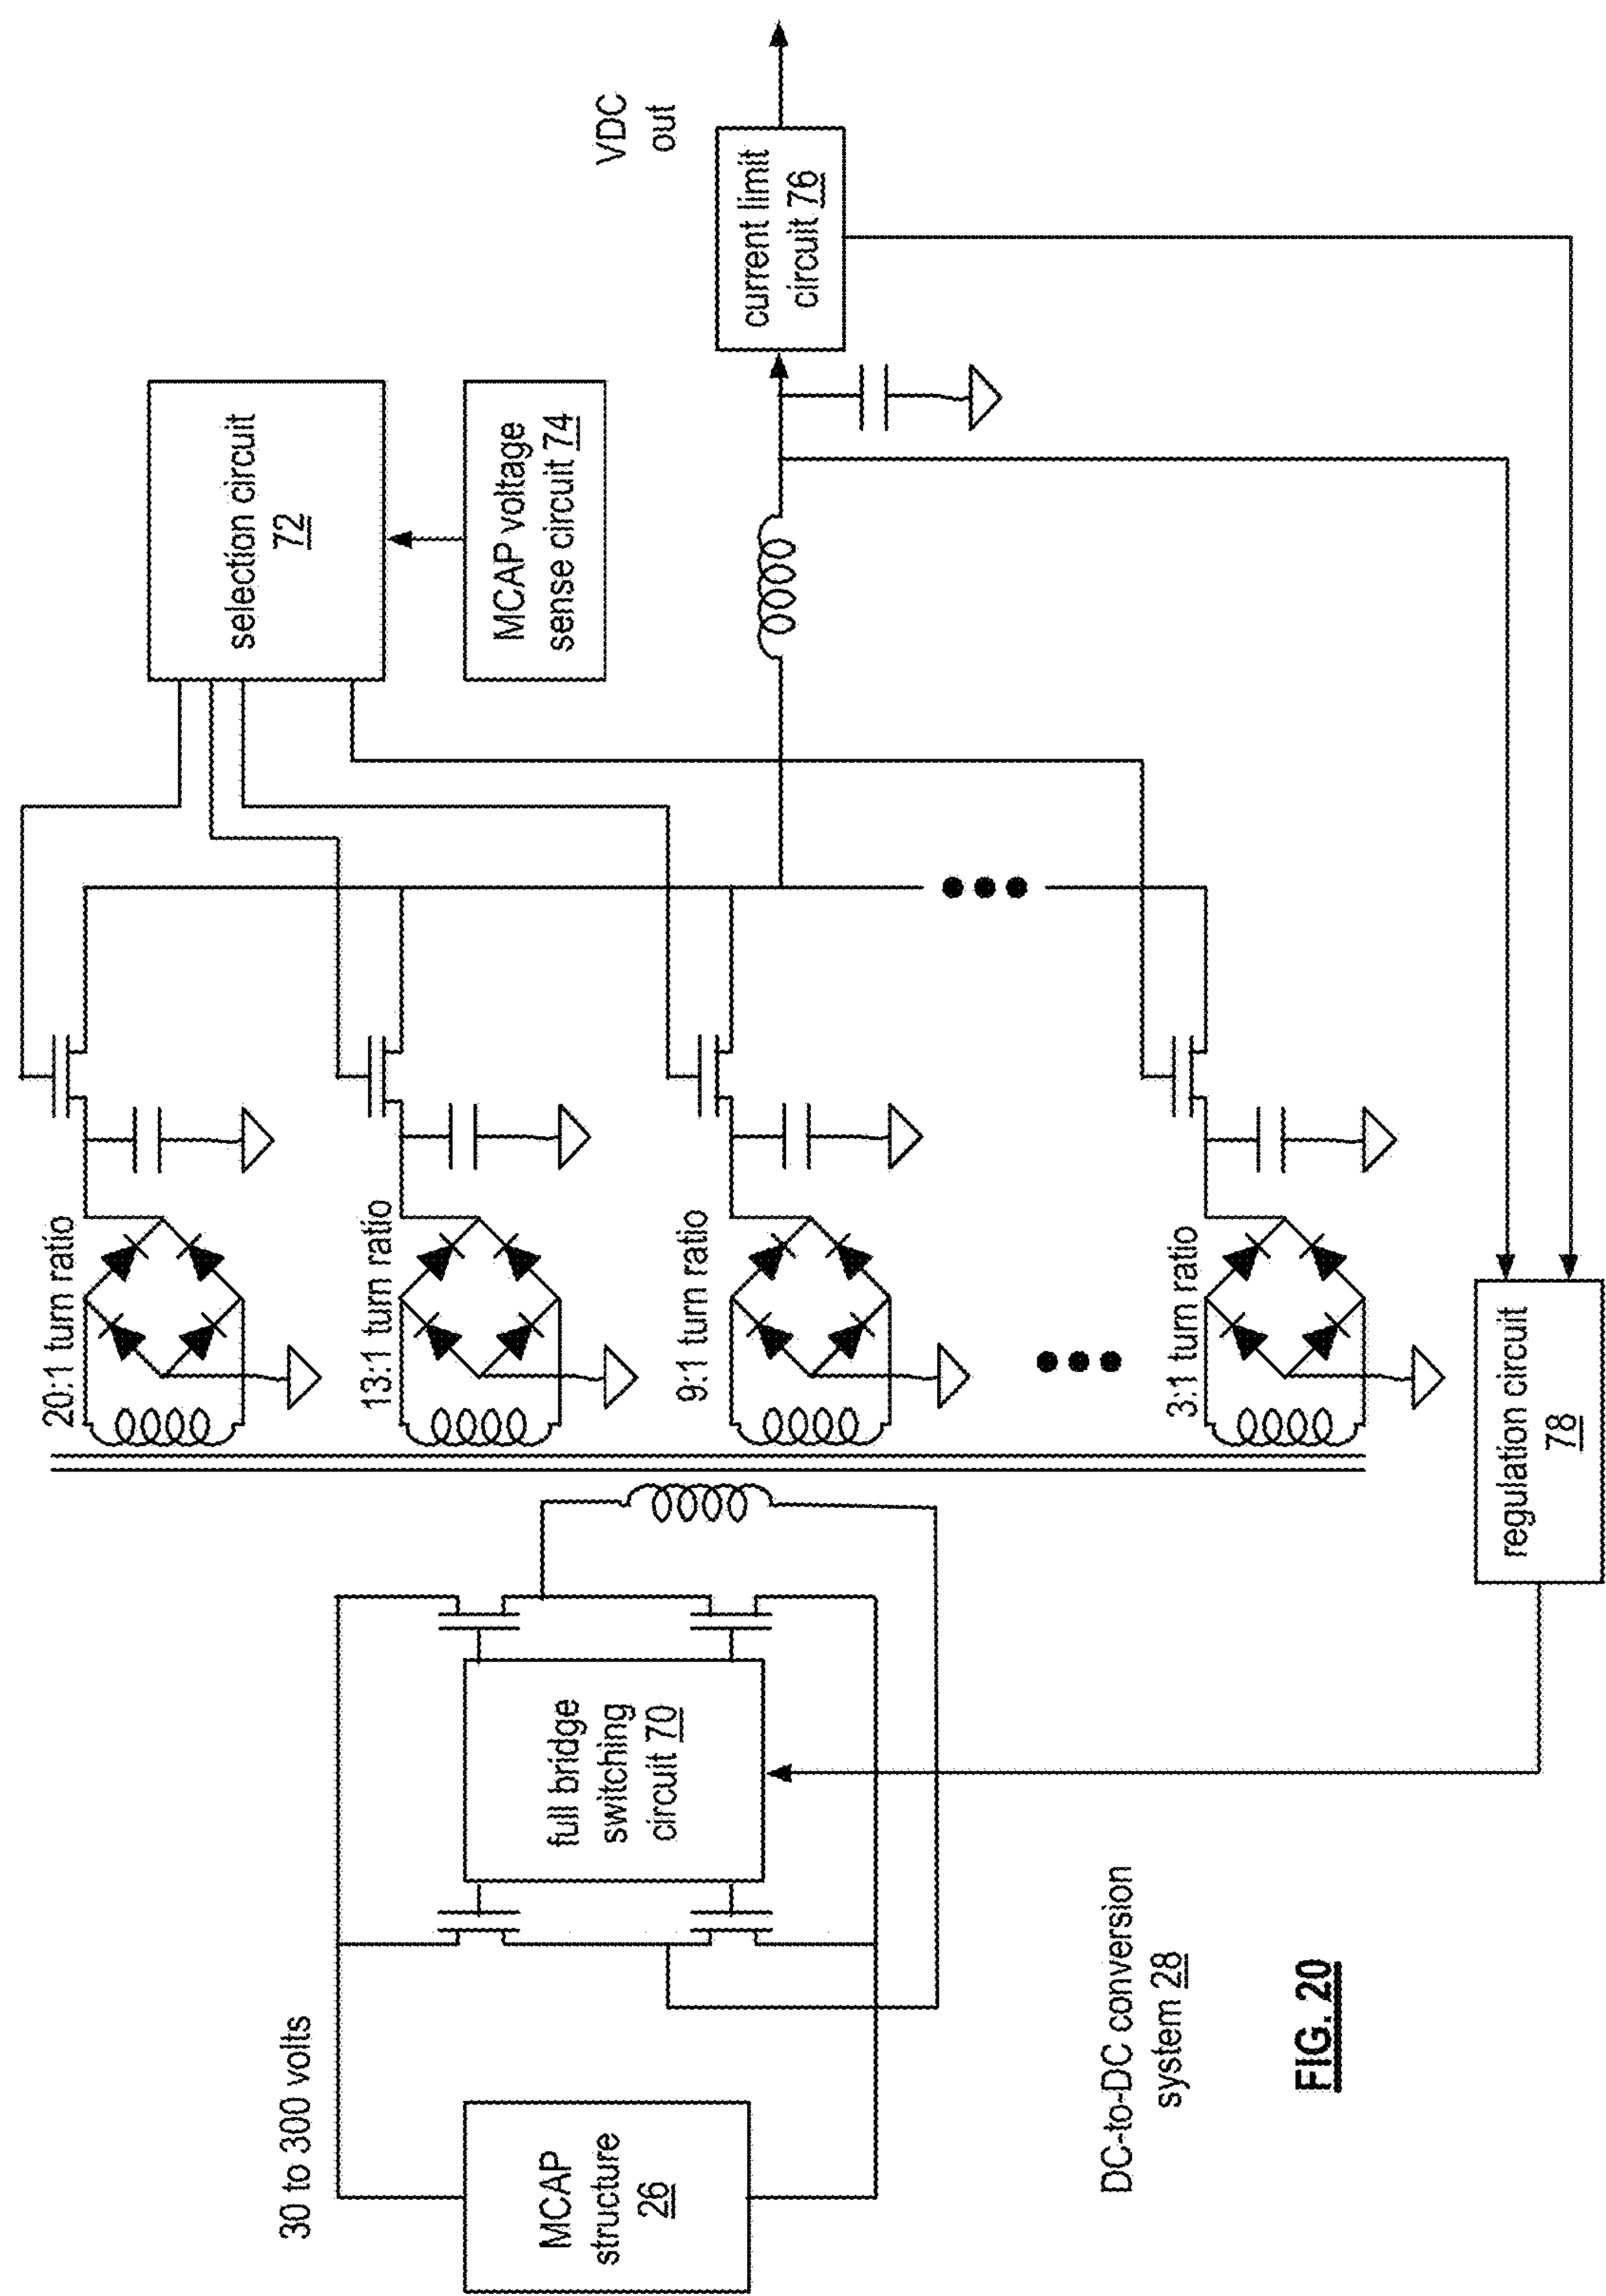 20:1 turn ratio
13:1 turn ratio
9:1 turn ratio
3:1 turn ratio
selection circuit
72
MCAP voltage
sense circuit 74
VDC
out
current limit
circuit 76
30 to 300 volts
MCAP
structure
26
full bridge
switching
circuit 70
regulation circuit
78
DC-to-DC conversion
system 28
FIG. 20